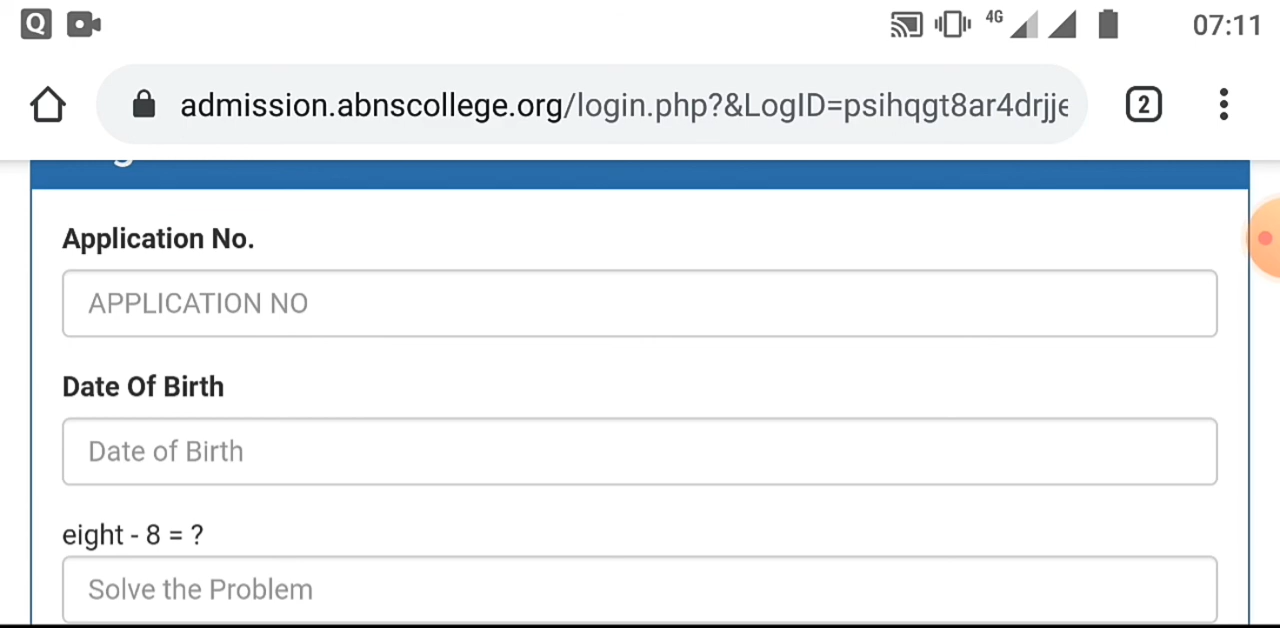 Q 4G 07:11
admission.abnscollege.org/login.php?&LogID=psihqgt8ar4drjje 2
Application No.
APPLICATION NO
Date Of Birth
Date of Birth
eight - 8 = ?
Solve the Problem